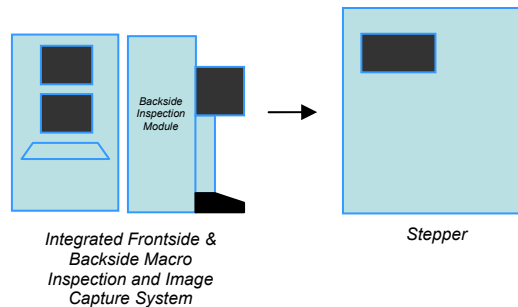 Backside
Inspection
Module
Integrated Frontside &
Backside Macro
Inspection and Image
Capture System
Stepper